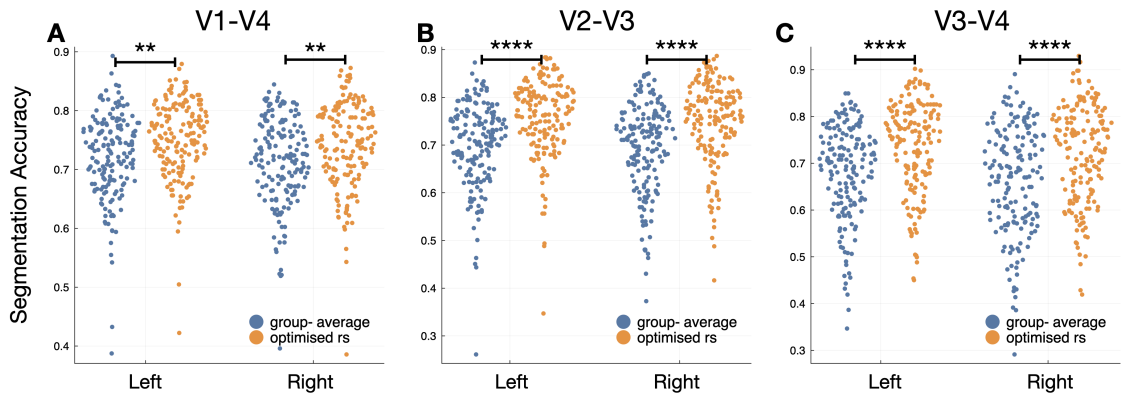 V1-V4
V2-V3
V3-V4
A
B
C
Segmentation Accuracy
0.9
0.8
0.7
0.6
0.5
0.4
**
**
group- average
optimised rs
Left
Right
0.9
0.8
0.7
0.6
0.5
0.4
0.3
****
****
group- average
optimised rs
Left
Right
0.9
0.8
0.7
0.6
0.5
0.4
0.3
****
****
group- average
optimised rs
Left
Right